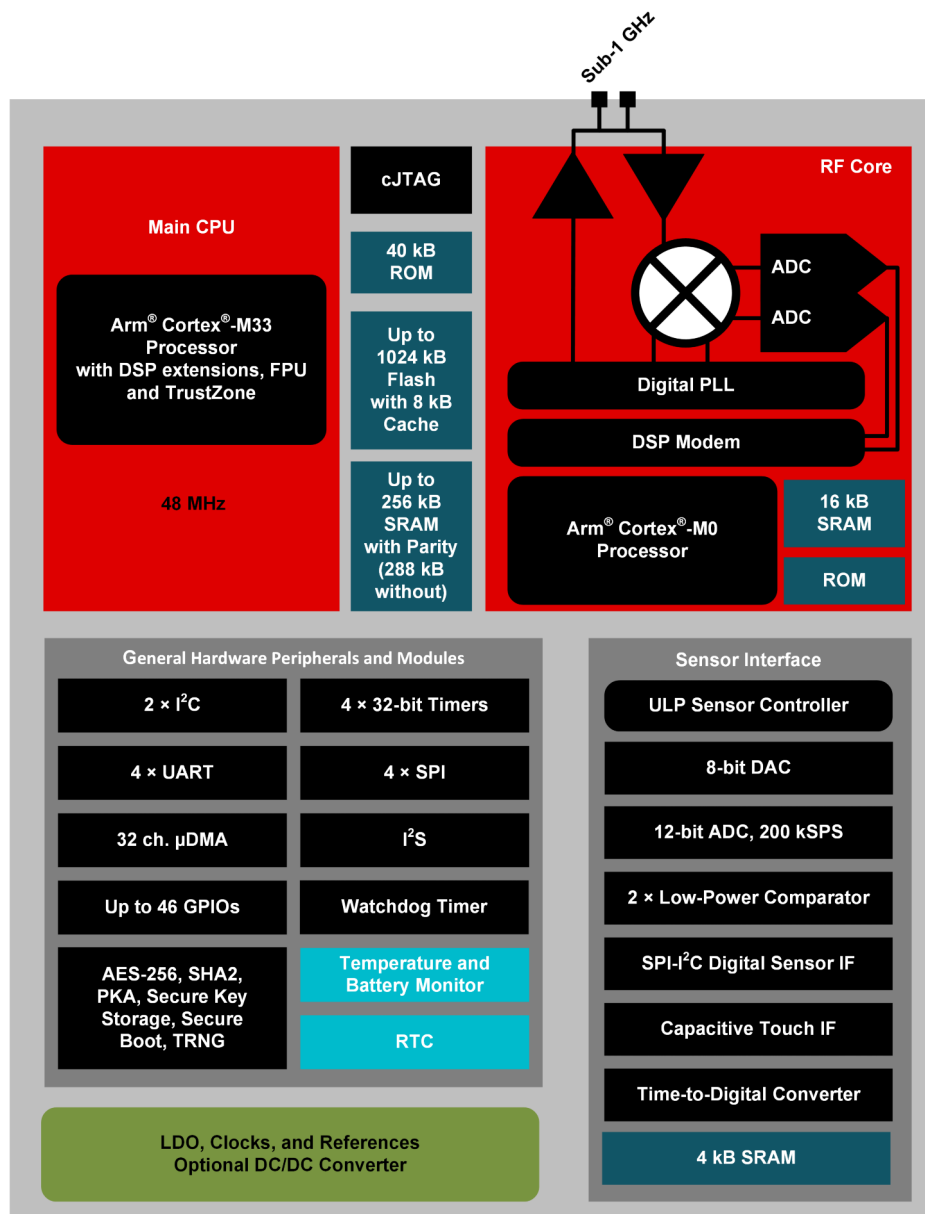 Sub-1 GHz
Main CPU
Arm® Cortex®-M33
Processor
with DSP extensions, FPU
and TrustZone
48 MHz
cJTAG
40 kB
ROM
Up to
1024 kB
Flash
with 8 kB
Cache
Up to
256 kB
SRAM
with Parity
(288 kB
without)
RF Core
ADC
ADC
Digital PLL
DSP Modem
Arm® Cortex®-M0
Processor
16 kB
SRAM
ROM
General Hardware Peripherals and Modules
2 × I²C
4 × 32-bit Timers
4 × UART
4 × SPI
32 ch. µDMA
I²S
Up to 46 GPIOs
Watchdog Timer
AES-256, SHA2,
PKA, Secure Key
Storage, Secure
Boot, TRNG
Temperature and
Battery Monitor
RTC
LDO, Clocks, and References
Optional DC/DC Converter
Sensor Interface
ULP Sensor Controller
8-bit DAC
12-bit ADC, 200 kSPS
2 × Low-Power Comparator
SPI-I²C Digital Sensor IF
Capacitive Touch IF
Time-to-Digital Converter
4 kB SRAM